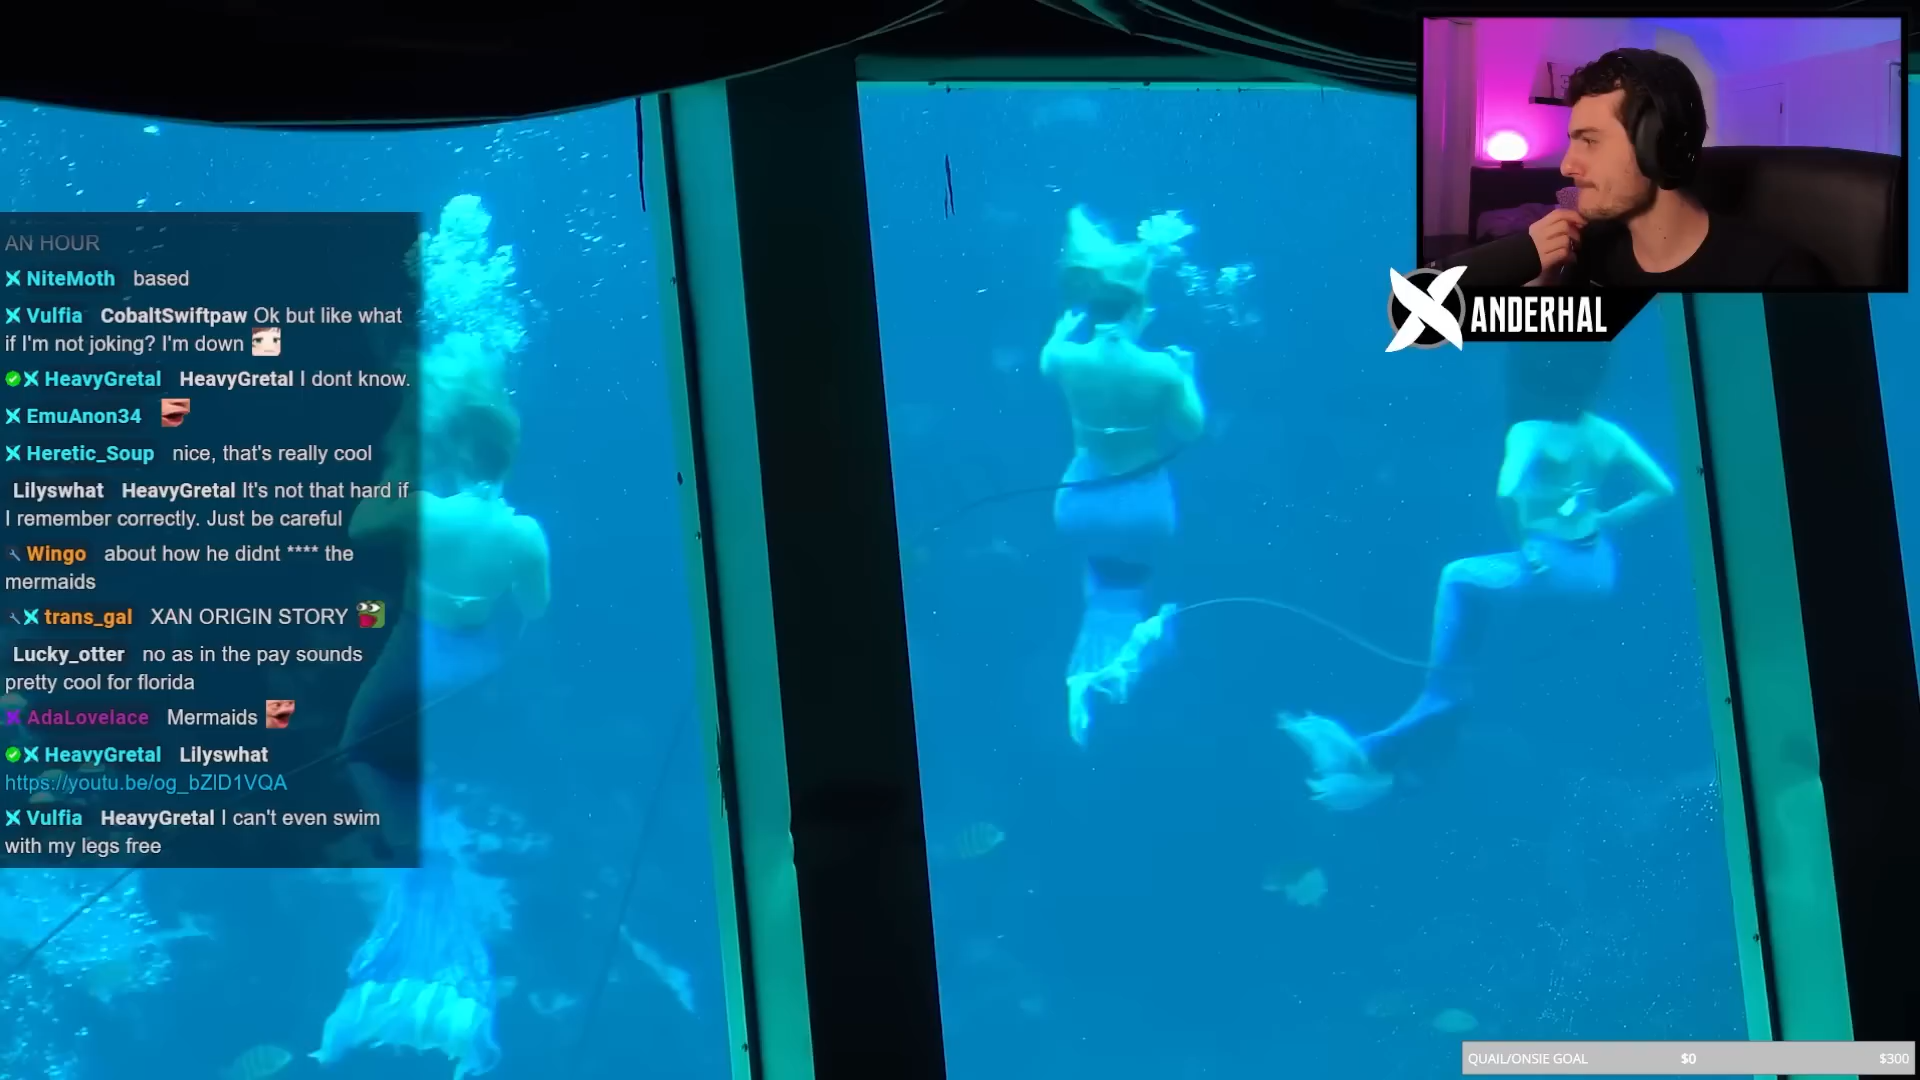 AN HOUR
NiteMoth based
Vulfia CobaltSwiftpaw Ok but like what
if I'm not joking? I'm down
HeavyGretal HeavyGretal I dont know.
EmuAnon34
Heretic_Soup nice, that's really cool
Lilyswhat HeavyGretal It's not that hard if
I remember correctly. Just be careful
Wingo about how he didnt **** the
mermaids
trans_gal XAN ORIGIN STORY
Lucky_otter no as in the pay sounds
pretty cool for florida
AdaLovelace Mermaids
HeavyGretal Lilyswhat
https://youtu.be/og_bZlD1VQA
Vulfia HeavyGretal I can't even swim
with my legs free
XANDERHAL
QUAIL/ONSIE GOAL $0 $300